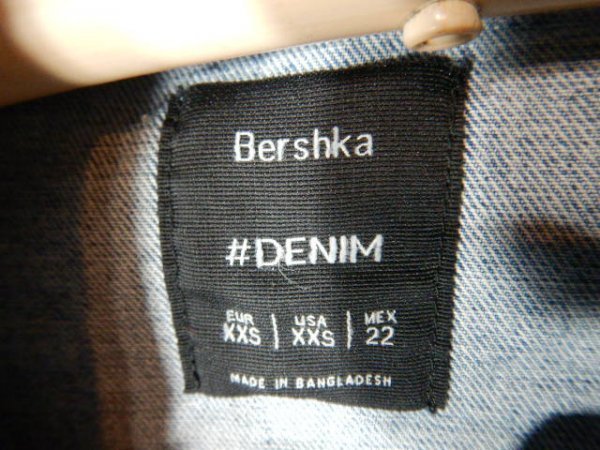 Bershka
#DENIM
EUR | USA | MEX
XXS | XXS | 22
MADE IN BANGLADESH